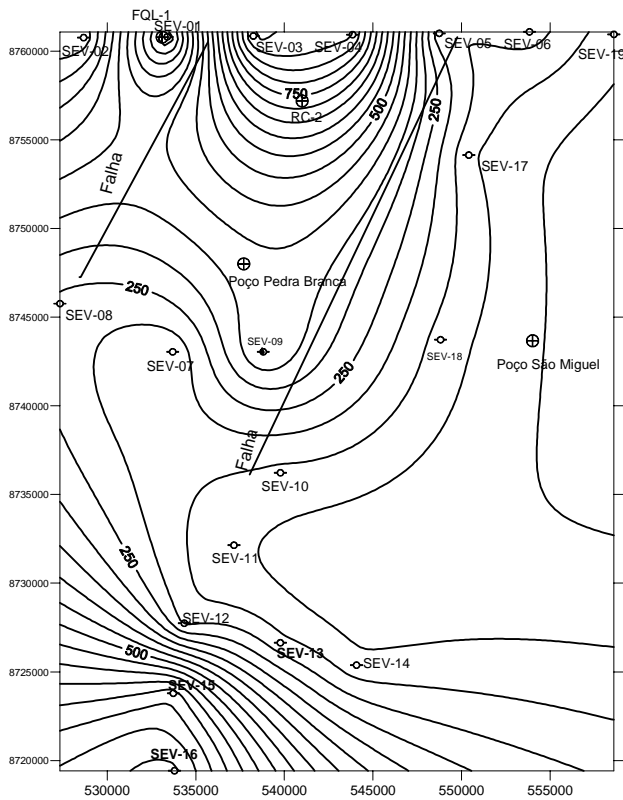 FQL-1
SEV-01
8760000
SEV-02
SEV-03
SEV-04
SEV-05
SEV-06
SEV-19
750
500
250
RC-2
8755000
Falha
SEV-17
8750000
Poço Pedra Branca
250
8745000
SEV-08
SEV-09
SEV-07
SEV-18
Poço São Miguel
250
8740000
Falha
SEV-10
8735000
SEV-11
250
8730000
SEV-12
SEV-13
500
8725000
SEV-14
SEV-15
SEV-16
8720000
530000 535000 540000 545000 550000 555000